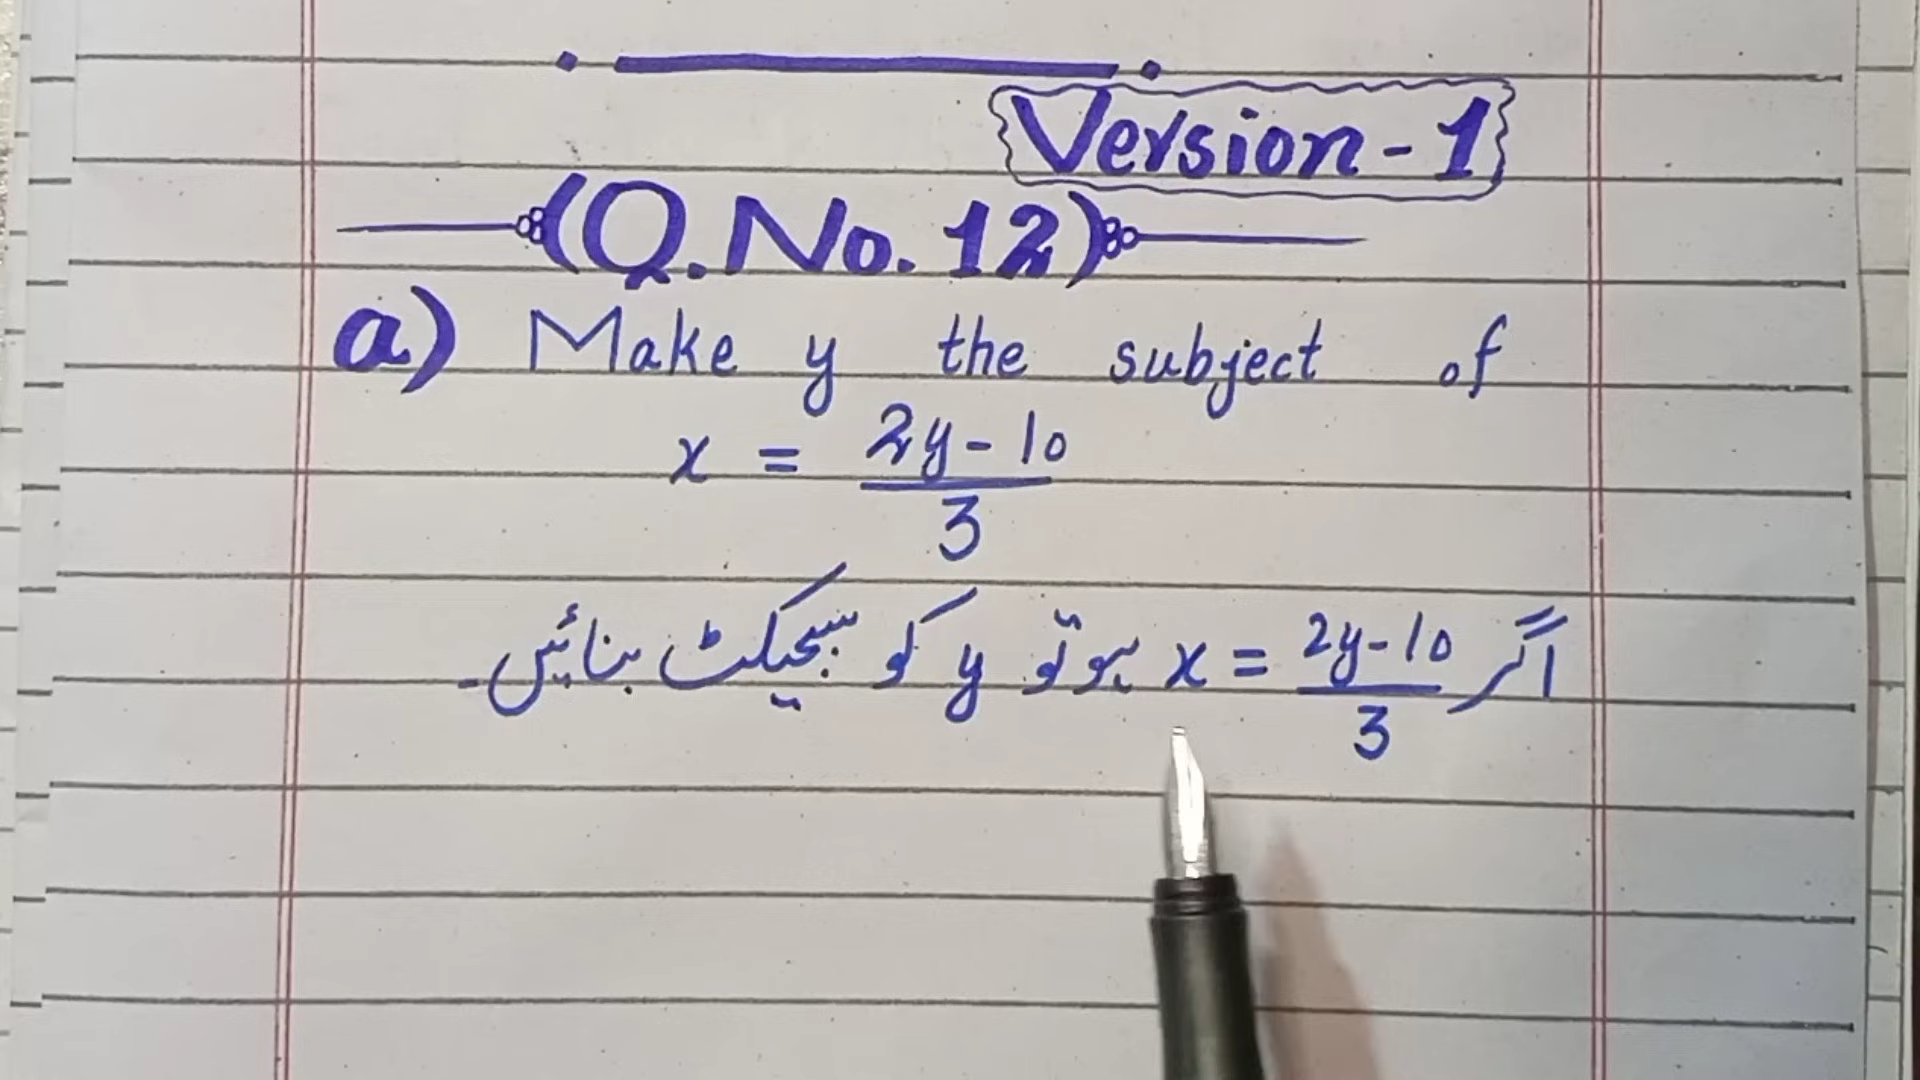 Version-1
(Q.No.12)
a) Make y the subject of
x = 2y-10/3
اگر x = 2y-10/3 ہو تو y کو سبجیکٹ بنائیں۔